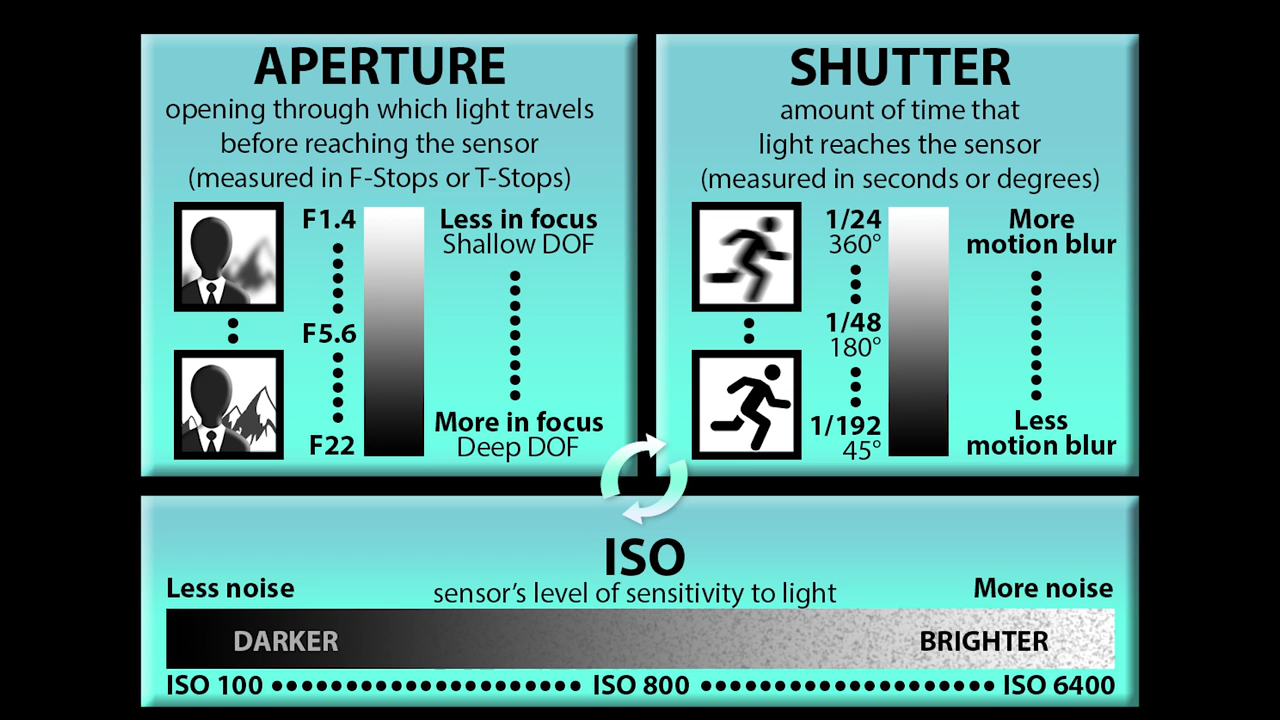 APERTURE
opening through which light travels
before reaching the sensor
(measured in F-Stops or T-Stops)
F1.4
F5.6
F22
Less in focus
Shallow DOF
More in focus
Deep DOF
SHUTTER
amount of time that
light reaches the sensor
(measured in seconds or degrees)
1/24
360°
1/48
180°
1/192
45°
More
motion blur
Less
motion blur
ISO
sensor's level of sensitivity to light
Less noise
More noise
DARKER
BRIGHTER
ISO 100
ISO 800
ISO 6400